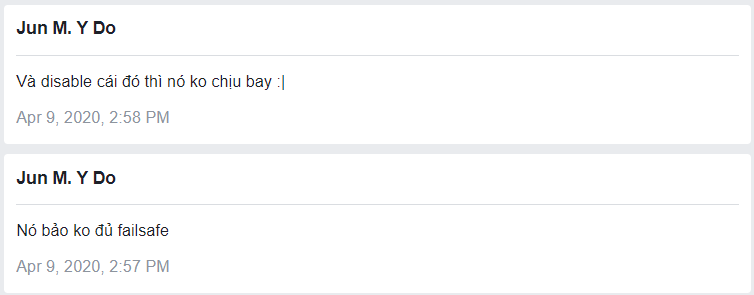 Jun M. Y Do
Và disable cái đó thì nó ko chịu bay :|
Apr 9, 2020, 2:58 PM
Jun M. Y Do
Nó bảo ko đủ failsafe
Apr 9, 2020, 2:57 PM